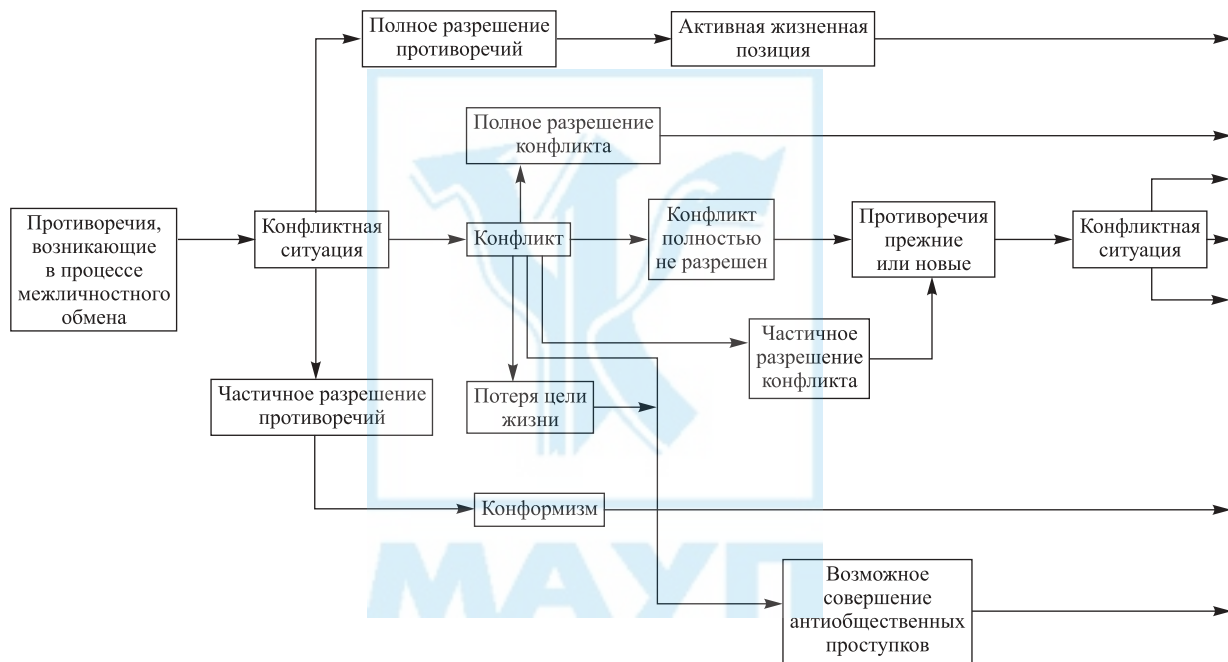 Полное разрешение
противоречий
Активная жизненная
позиция
Полное разрешение
конфликта
Противоречия,
возникающие
в процессе
межличностного
обмена
Конфликтная
ситуация
Конфликт
Конфликт
полностью
не разрешен
Противоречия
прежние
или новые
Конфликтная
ситуация
Частичное
разрешение
конфликта
Частичное разрешение
противоречий
Потеря цели
жизни
Конформизм
МАУП
Возможное
совершение
антиобщественных
проступков